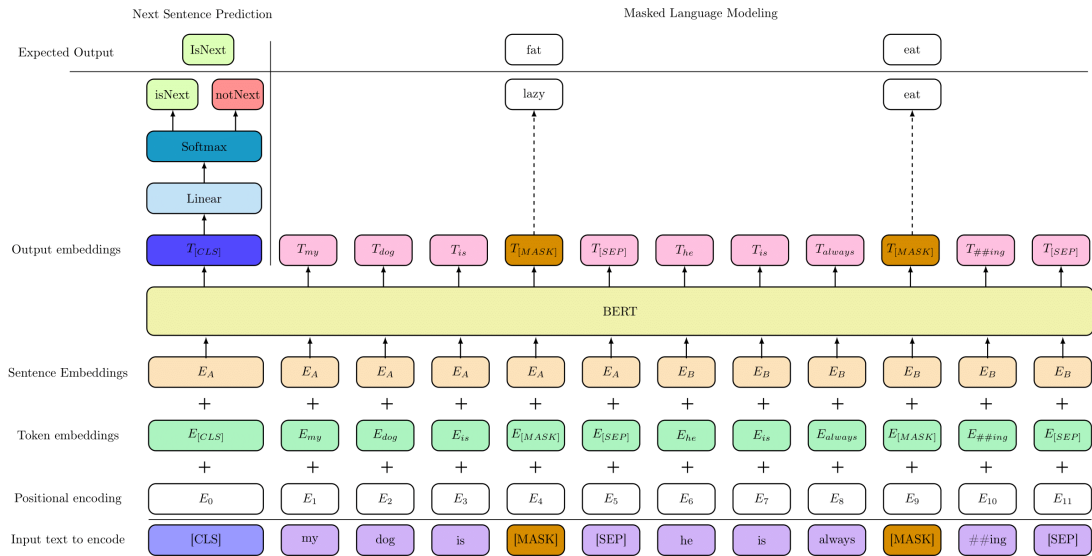 Next Sentence Prediction Masked Language Modeling
Expected Output IsNext fat eat
isNext notNext lazy eat
Softmax
Linear
Output embeddings T[CLS] Tmy Tdog Tis T[MASK] T[SEP] The Tis Talways T[MASK] T##ing T[SEP]
BERT
Sentence Embeddings EA EA EA EA EA EA EB EB EB EB EB EB
+ + + + + + + + + + + +
Token embeddings E[CLS] Emy Edog Eis E[MASK] E[SEP] Ehe Eis Ealways E[MASK] E##ing E[SEP]
+ + + + + + + + + + + +
Positional encoding E0 E1 E2 E3 E4 E5 E6 E7 E8 E9 E10 E11
Input text to encode [CLS] my dog is [MASK] [SEP] he is always [MASK] ##ing [SEP]